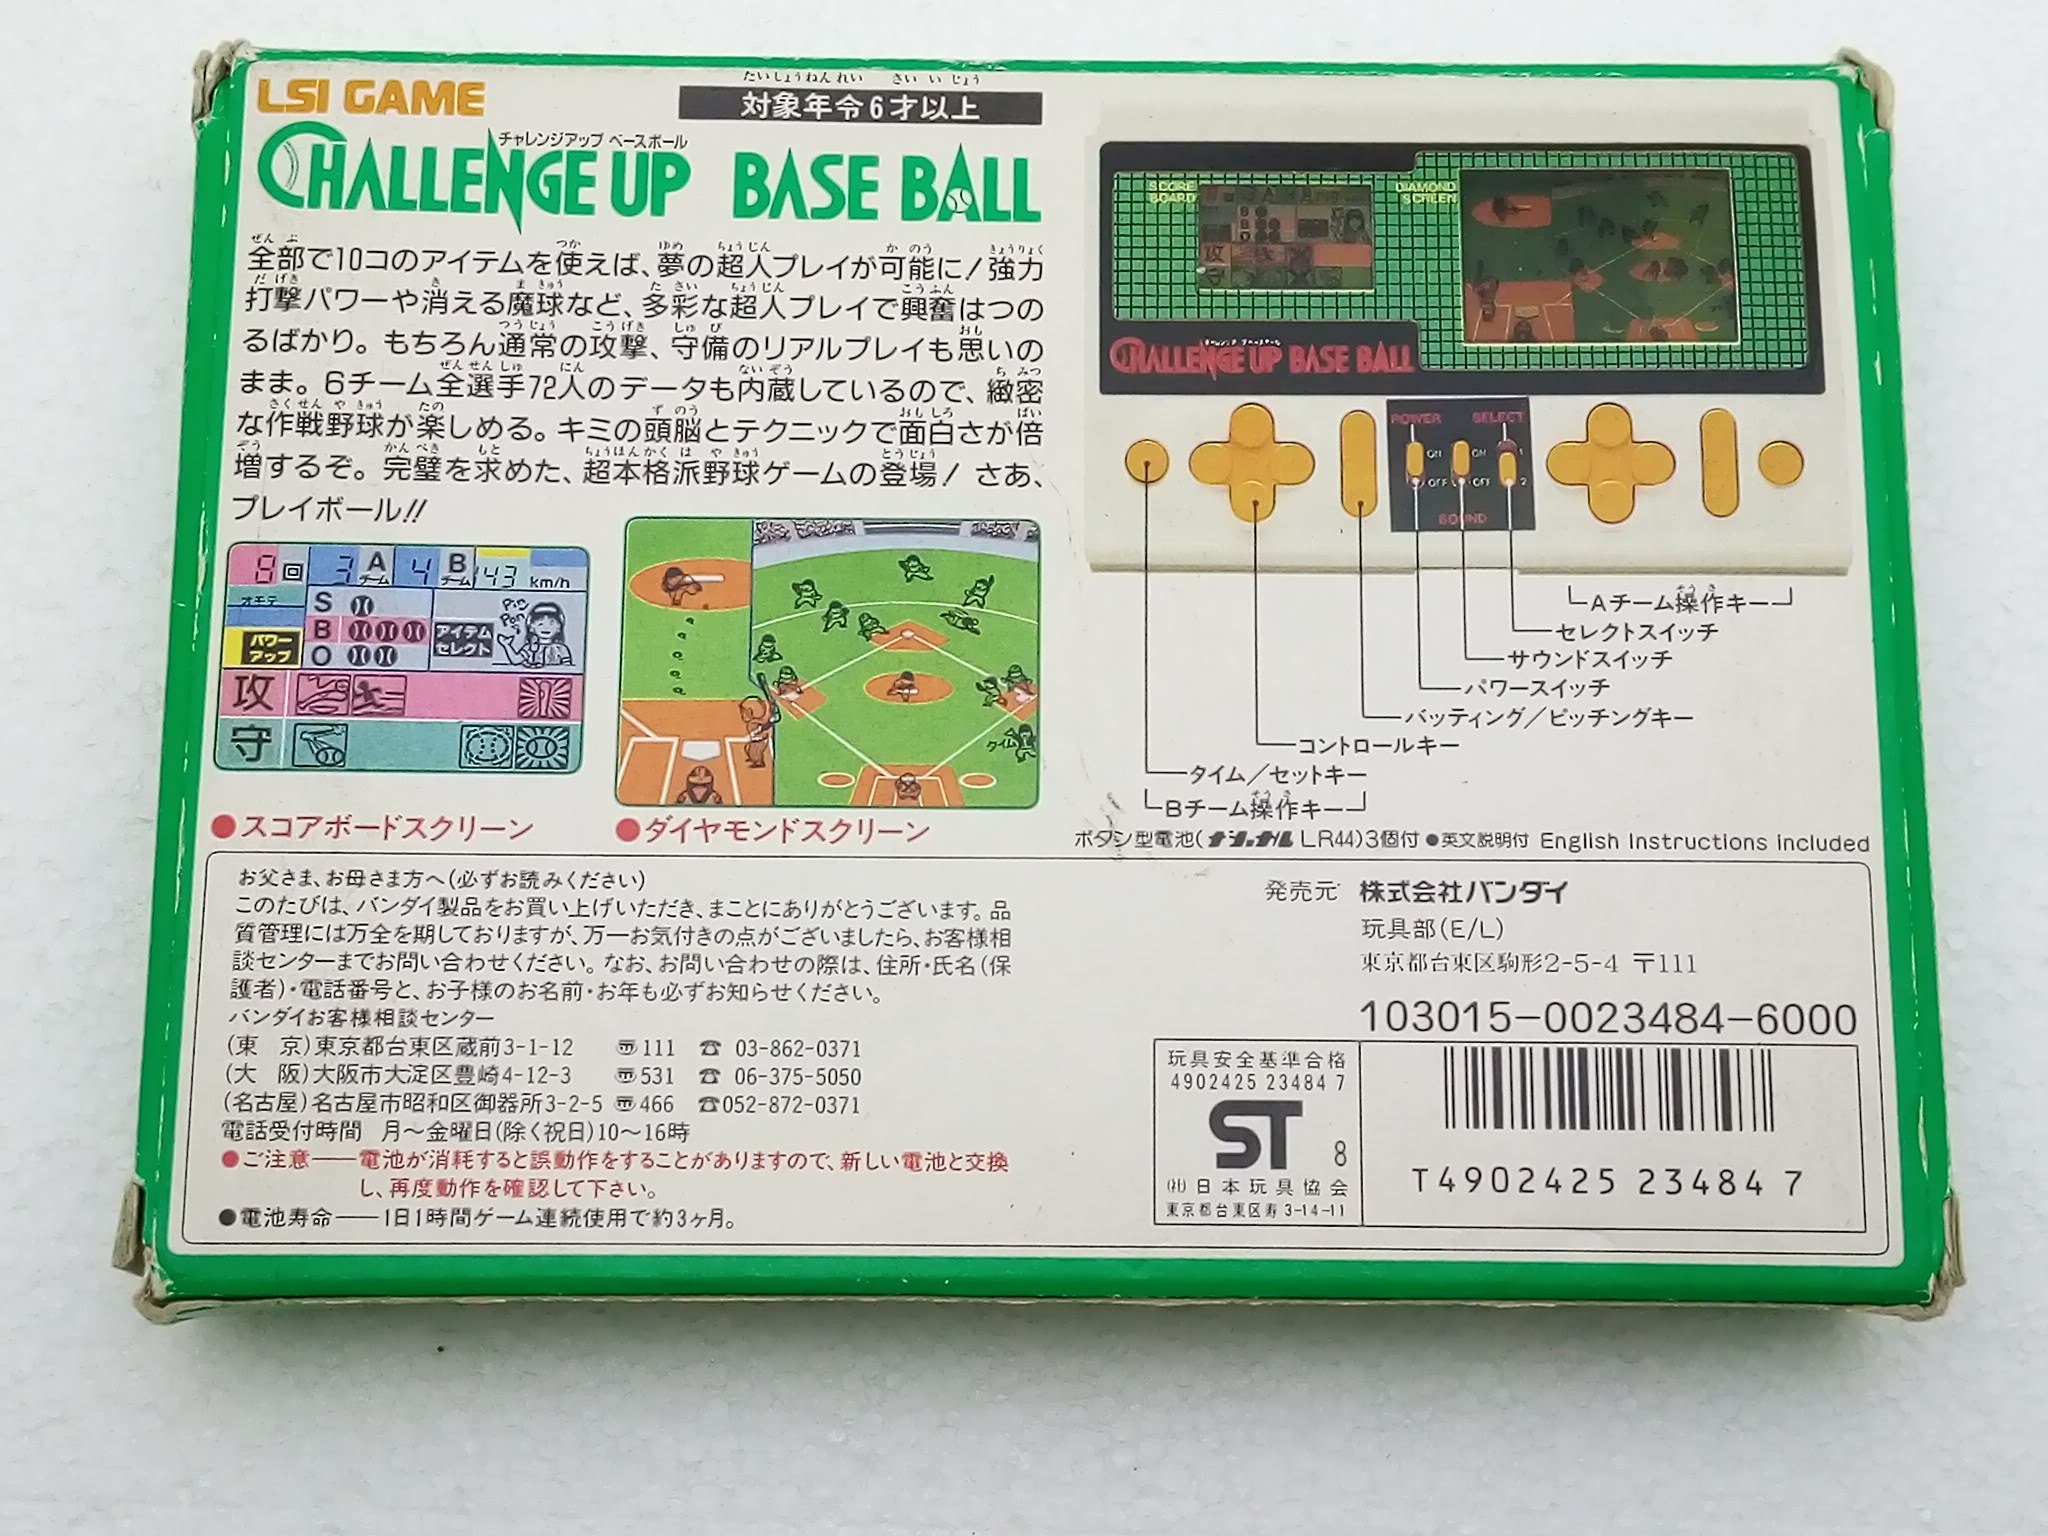 LSI GAME
たいしょうねんれい さいいじょう
対象年令6才以上
チャレンジアップ ベースボール
CHALLENGE UP BASE BALL
全部で10コのアイテムを使えば、夢の超人プレイが可能に！強力
打撃パワーや消える魔球など、多彩な超人プレイで興奮はつの
るばかり。もちろん通常の攻撃、守備のリアルプレイも思いの
まま。6チーム全選手72人のデータも内蔵しているので、緻密
な作戦野球が楽しめる。キミの頭脳とテクニックで面白さが倍
増するぞ。完璧を求めた、超本格派野球ゲームの登場！さあ、
プレイボール!!
8回 3 Aチーム 4 Bチーム 143 km/h
オモテ
S
B
O
パワーアップ
アイテムセレクト
Pin Pon
攻
守
タイム
●スコアボードスクリーン
●ダイヤモンドスクリーン
SCORE BOARD
DIAMOND SCREEN
攻
守
CHALLENGE UP BASE BALL
POWER SELECT
ON ON 1
OFF OFF 2
SOUND
Aチーム操作キー
セレクトスイッチ
サウンドスイッチ
パワースイッチ
バッティング／ピッチングキー
コントロールキー
タイム／セットキー
Bチーム操作キー
ボタン型電池(ナショナル LR44)3個付 ●英文説明付 English Instructions included
お父さま、お母さま方へ(必ずお読みください)
このたびは、バンダイ製品をお買い上げいただき、まことにありがとうございます。品
質管理には万全を期しておりますが、万一お気付きの点がございましたら、お客様相
談センターまでお問い合わせください。なお、お問い合わせの際は、住所・氏名(保
護者)・電話番号と、お子様のお名前・お年も必ずお知らせください。
バンダイお客様相談センター
(東　京)東京都台東区蔵前3-1-12 〠111 ☎ 03-862-0371
(大　阪)大阪市大淀区豊崎4-12-3 〠531 ☎ 06-375-5050
(名古屋)名古屋市昭和区御器所3-2-5 〠466 ☎052-872-0371
電話受付時間　月〜金曜日(除く祝日)10〜16時
●ご注意――電池が消耗すると誤動作をすることがありますので、新しい電池と交換
し、再度動作を確認して下さい。
●電池寿命――1日1時間ゲーム連続使用で約3ヶ月。
発売元 株式会社バンダイ
玩具部(E/L)
東京都台東区駒形2-5-4 〒111
103015-0023484-6000
玩具安全基準合格
4902425 23484 7
ST 8
(社)日本玩具協会
東京都台東区寿 3-14-11
T4902425 23484 7